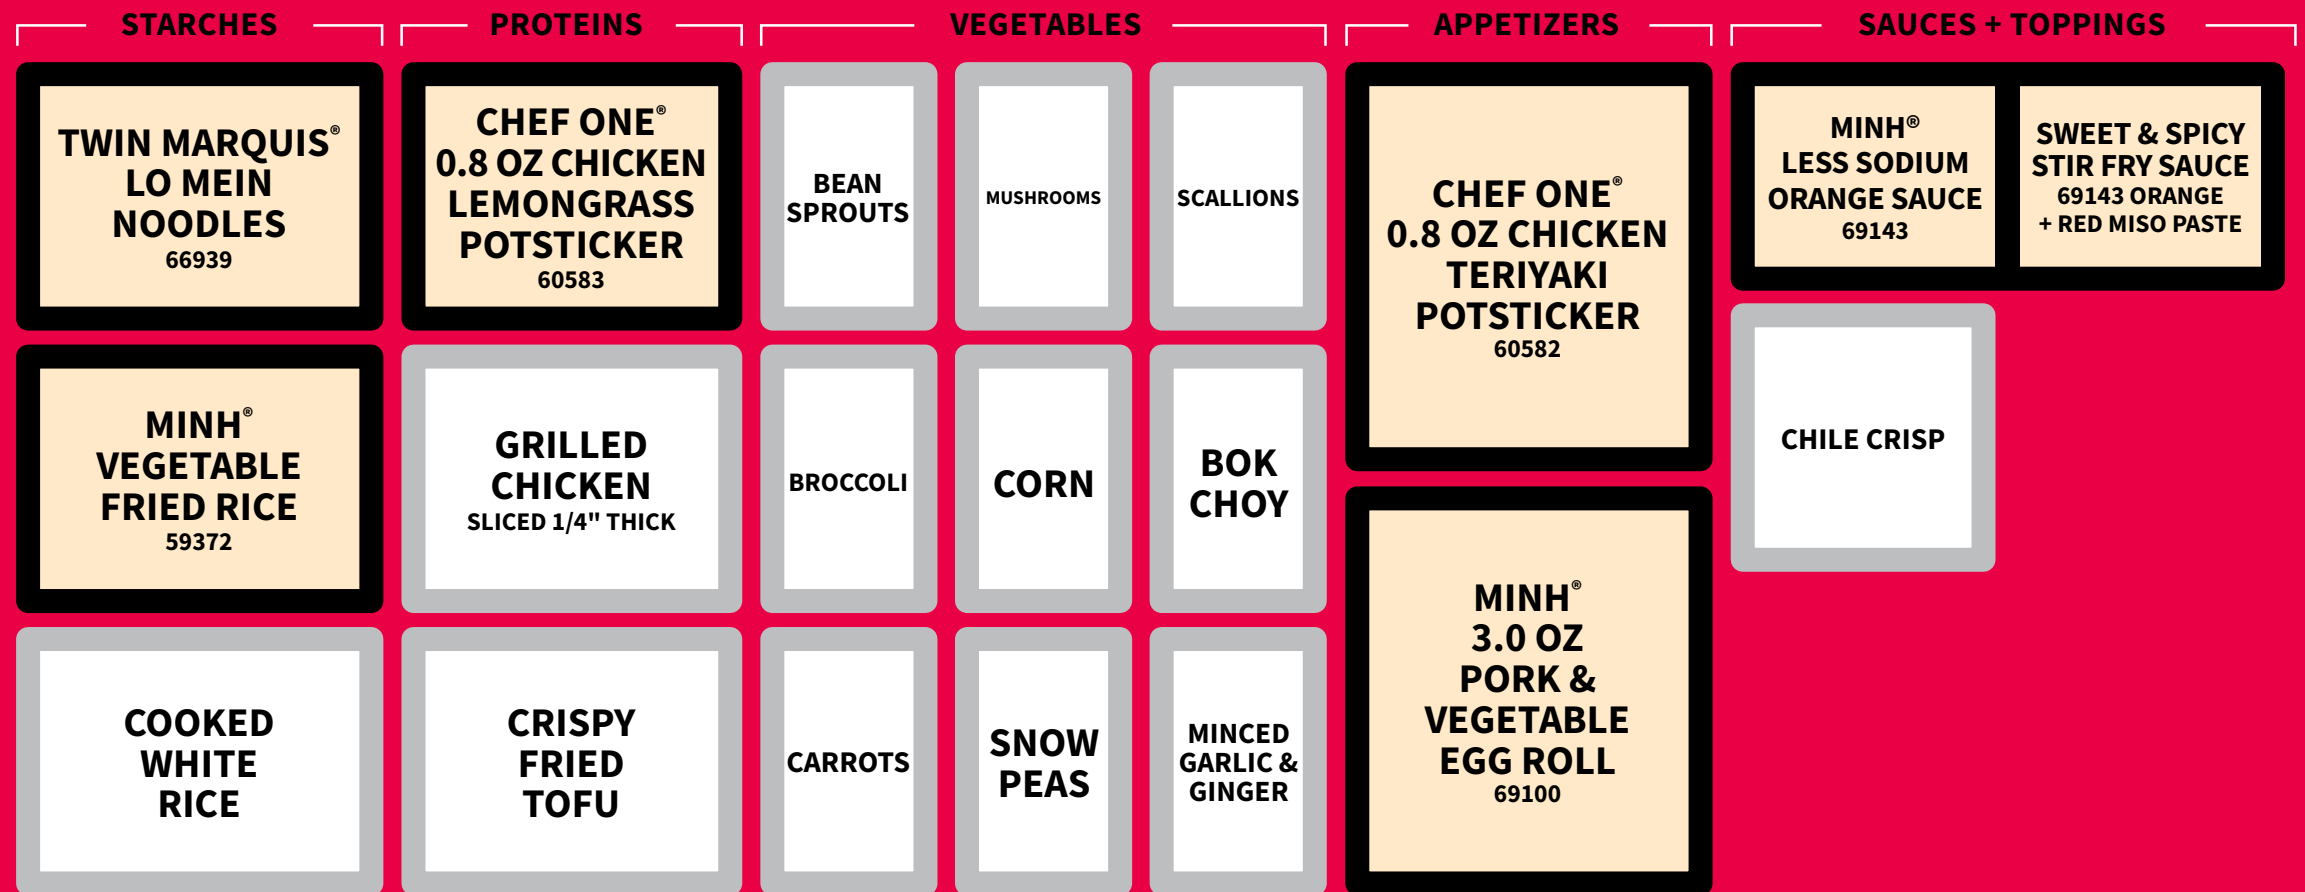 STARCHES
TWIN MARQUIS®
LO MEIN
NOODLES
66939
MINH®
VEGETABLE
FRIED RICE
59372
COOKED
WHITE
RICE
PROTEINS
CHEF ONE®
0.8 OZ CHICKEN
LEMONGRASS
POTSTICKER
60583
GRILLED
CHICKEN
SLICED 1/4" THICK
CRISPY
FRIED
TOFU
VEGETABLES
BEAN
SPROUTS
MUSHROOMS
SCALLIONS
BROCCOLI
CORN
BOK
CHOY
CARROTS
SNOW
PEAS
MINCED
GARLIC &
GINGER
APPETIZERS
CHEF ONE®
0.8 OZ CHICKEN
TERIYAKI
POTSTICKER
60582
MINH®
3.0 OZ
PORK &
VEGETABLE
EGG ROLL
69100
SAUCES + TOPPINGS
MINH®
LESS SODIUM
ORANGE SAUCE
69143
SWEET & SPICY
STIR FRY SAUCE
69143 ORANGE
+ RED MISO PASTE
CHILE CRISP